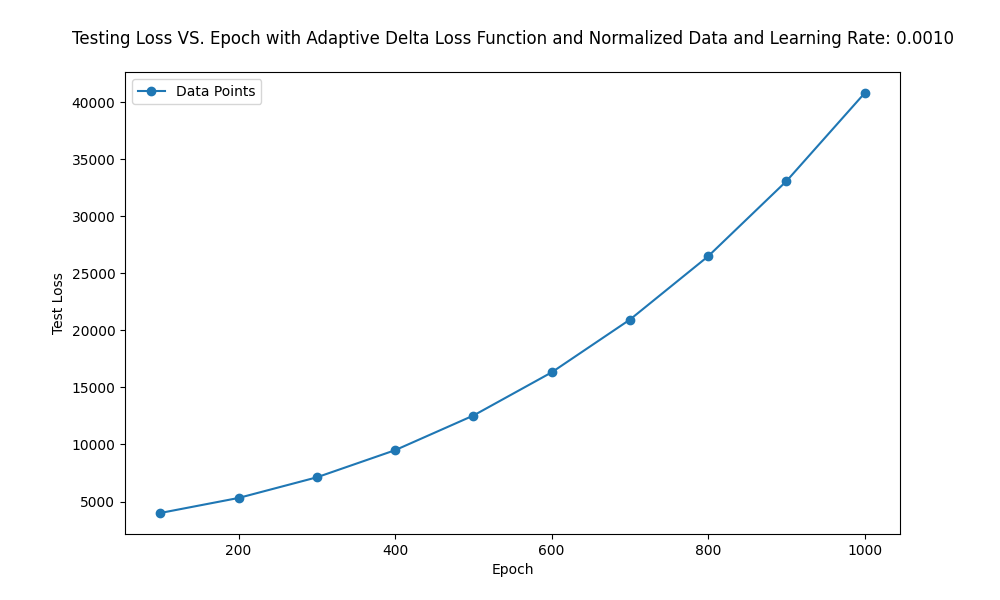 Testing Loss VS. Epoch with Adaptive Delta Loss Function and Normalized Data and Learning Rate: 0.0010
Data Points
40000
35000
30000
25000
20000
15000
10000
5000
Test Loss
200 400 600 800 1000
Epoch